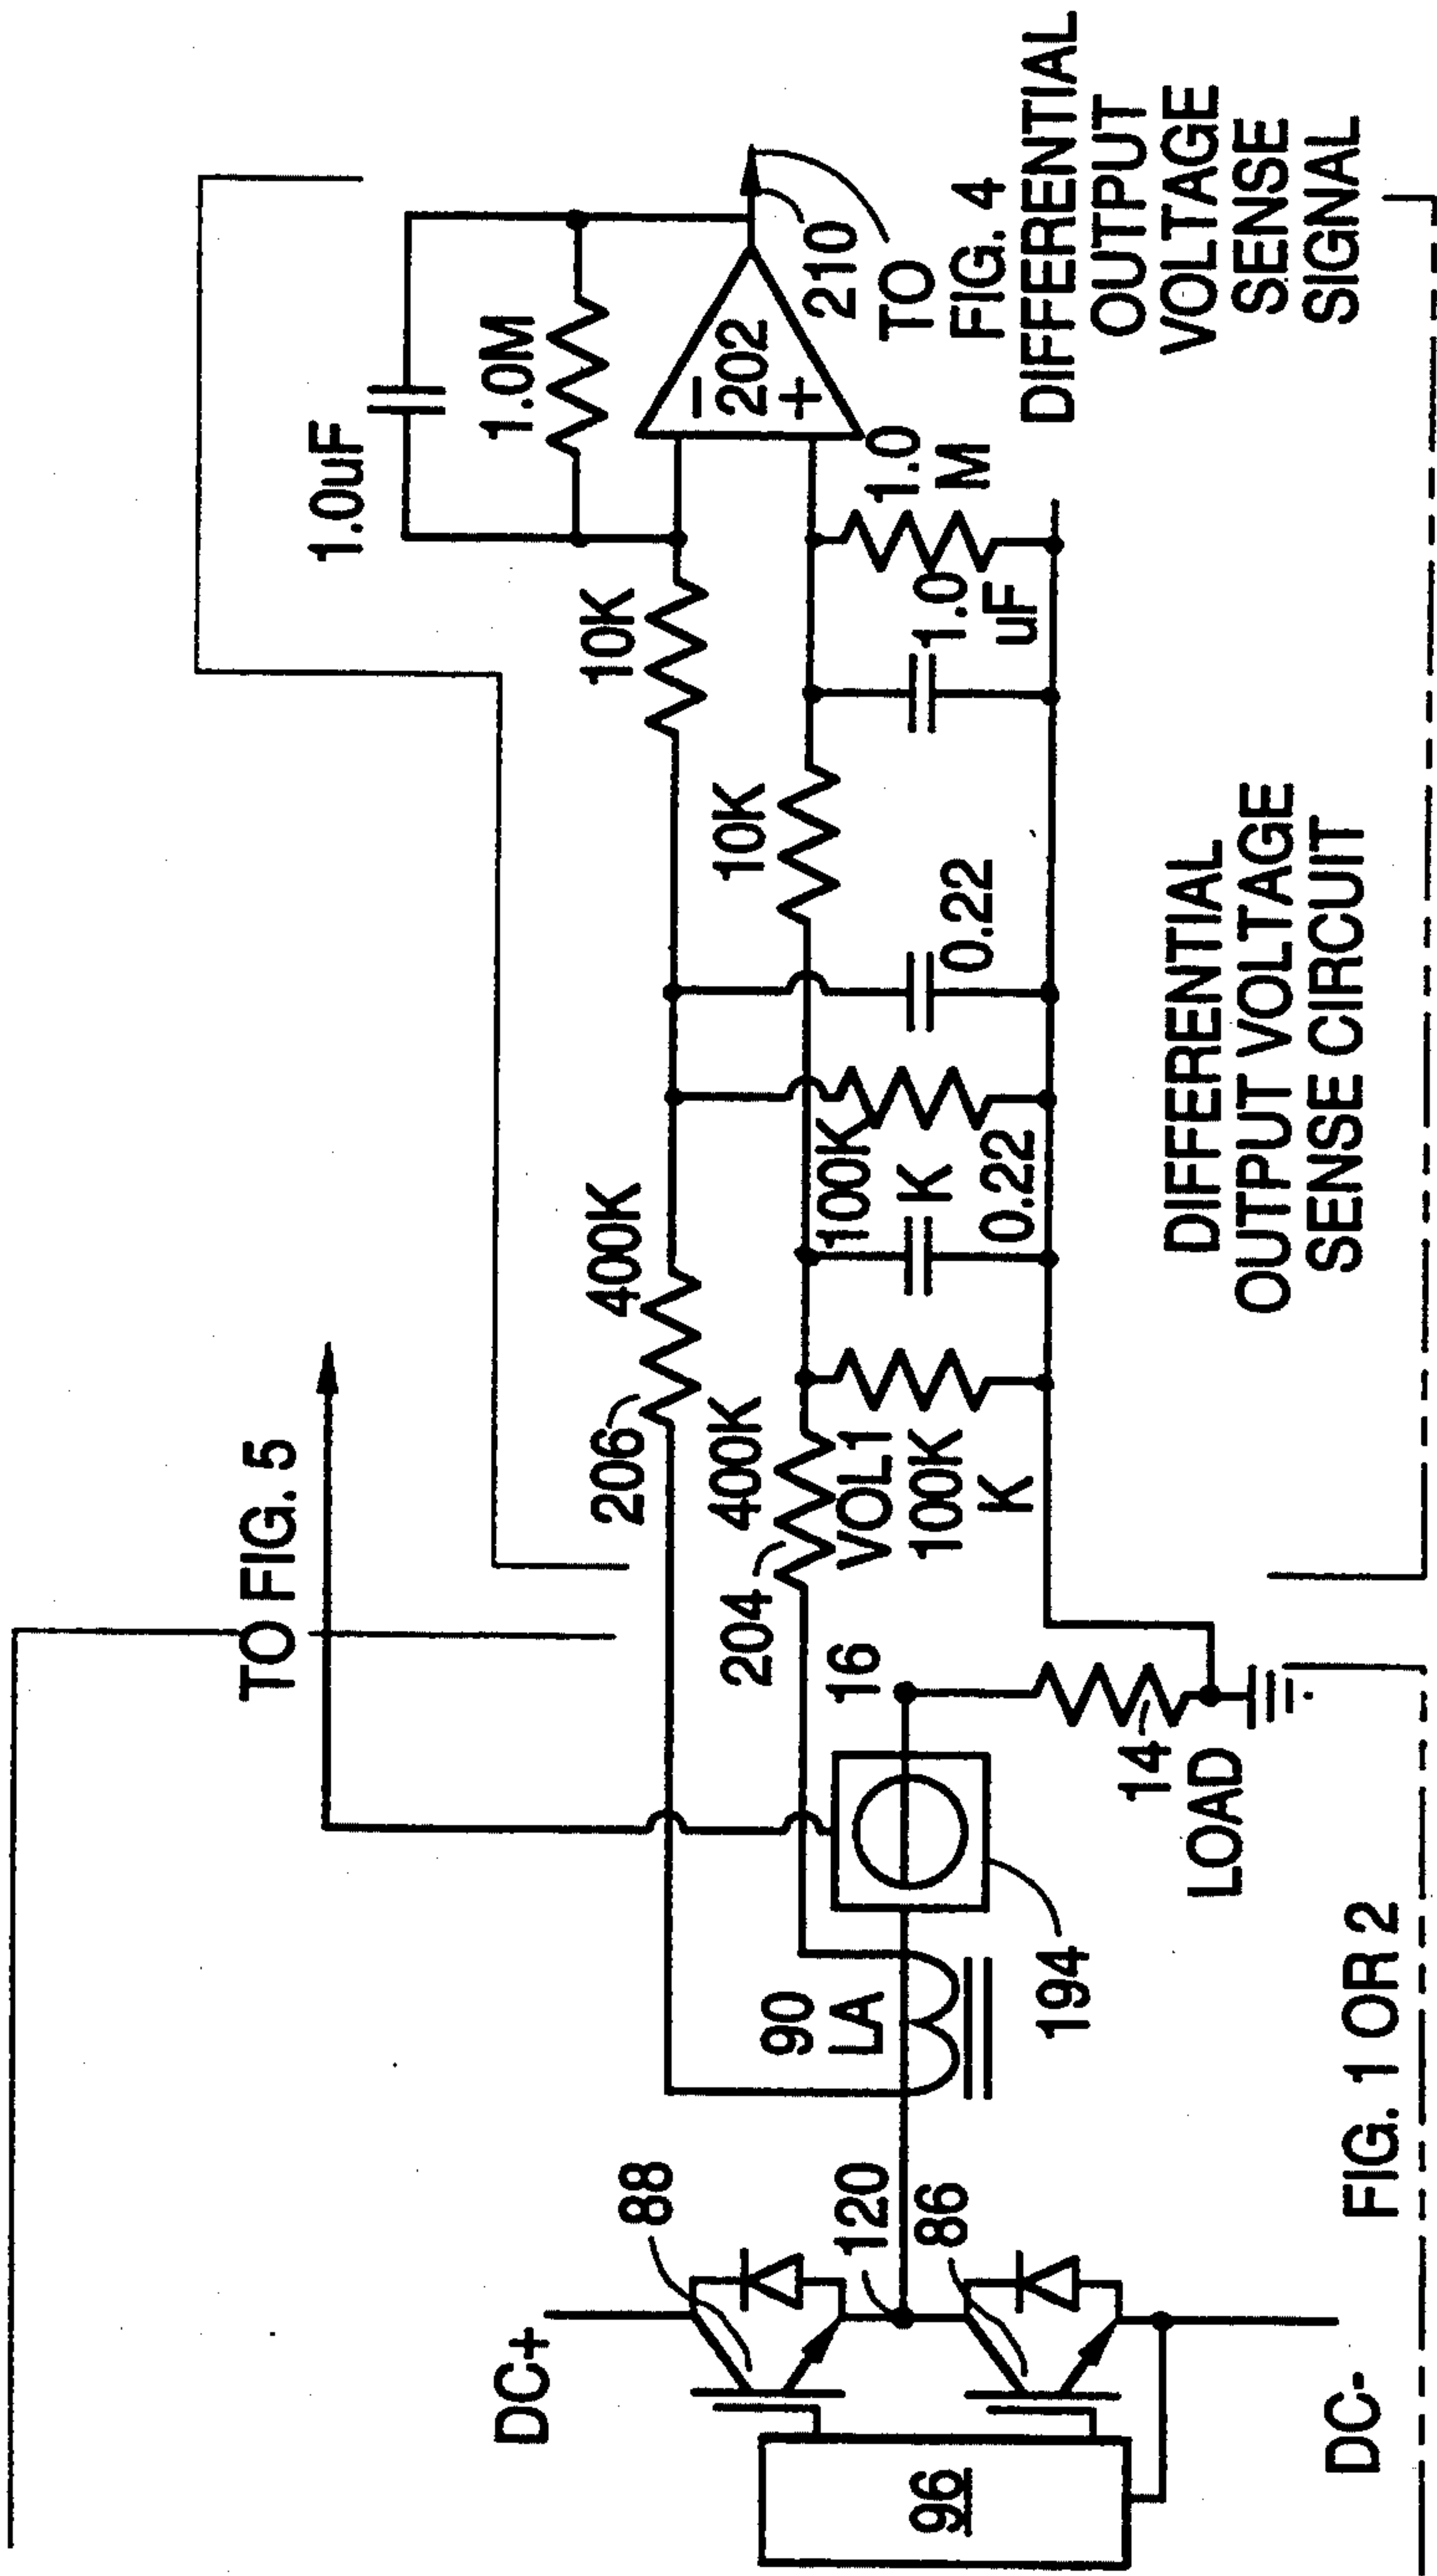 TO FIG. 5
1.0uF
1.0M
10K
400K
206
10K
400K
204
VOL1
100K
K
100K
K
0.22
0.22
1.0
uF
1.0
M
202
210
TO
FIG. 4
DIFFERENTIAL
OUTPUT
VOLTAGE
SENSE
SIGNAL
DIFFERENTIAL
OUTPUT VOLTAGE
SENSE CIRCUIT
DC+
88
120
86
96
DC-
90
LA
194
16
14
LOAD
FIG. 1 OR 2